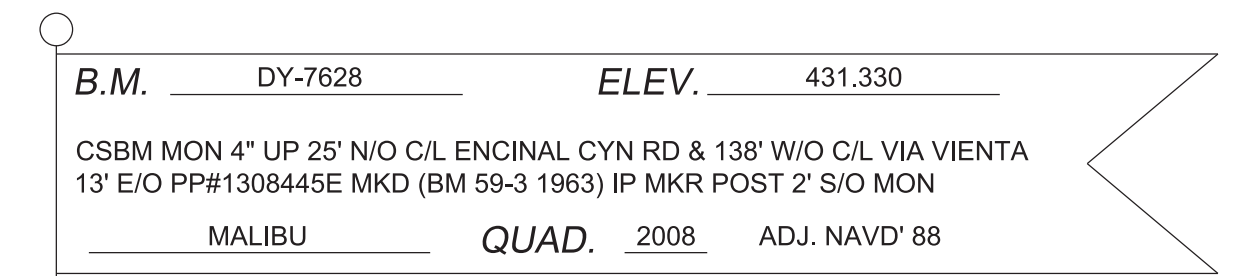 B.M. DY-7628 ELEV. 431.330
CSBM MON 4" UP 25' N/O C/L ENCINAL CYN RD & 138' W/O C/L VIA VIENTA
13' E/O PP#1308445E MKD (BM 59-3 1963) IP MKR POST 2' S/O MON
MALIBU QUAD. 2008 ADJ. NAVD' 88